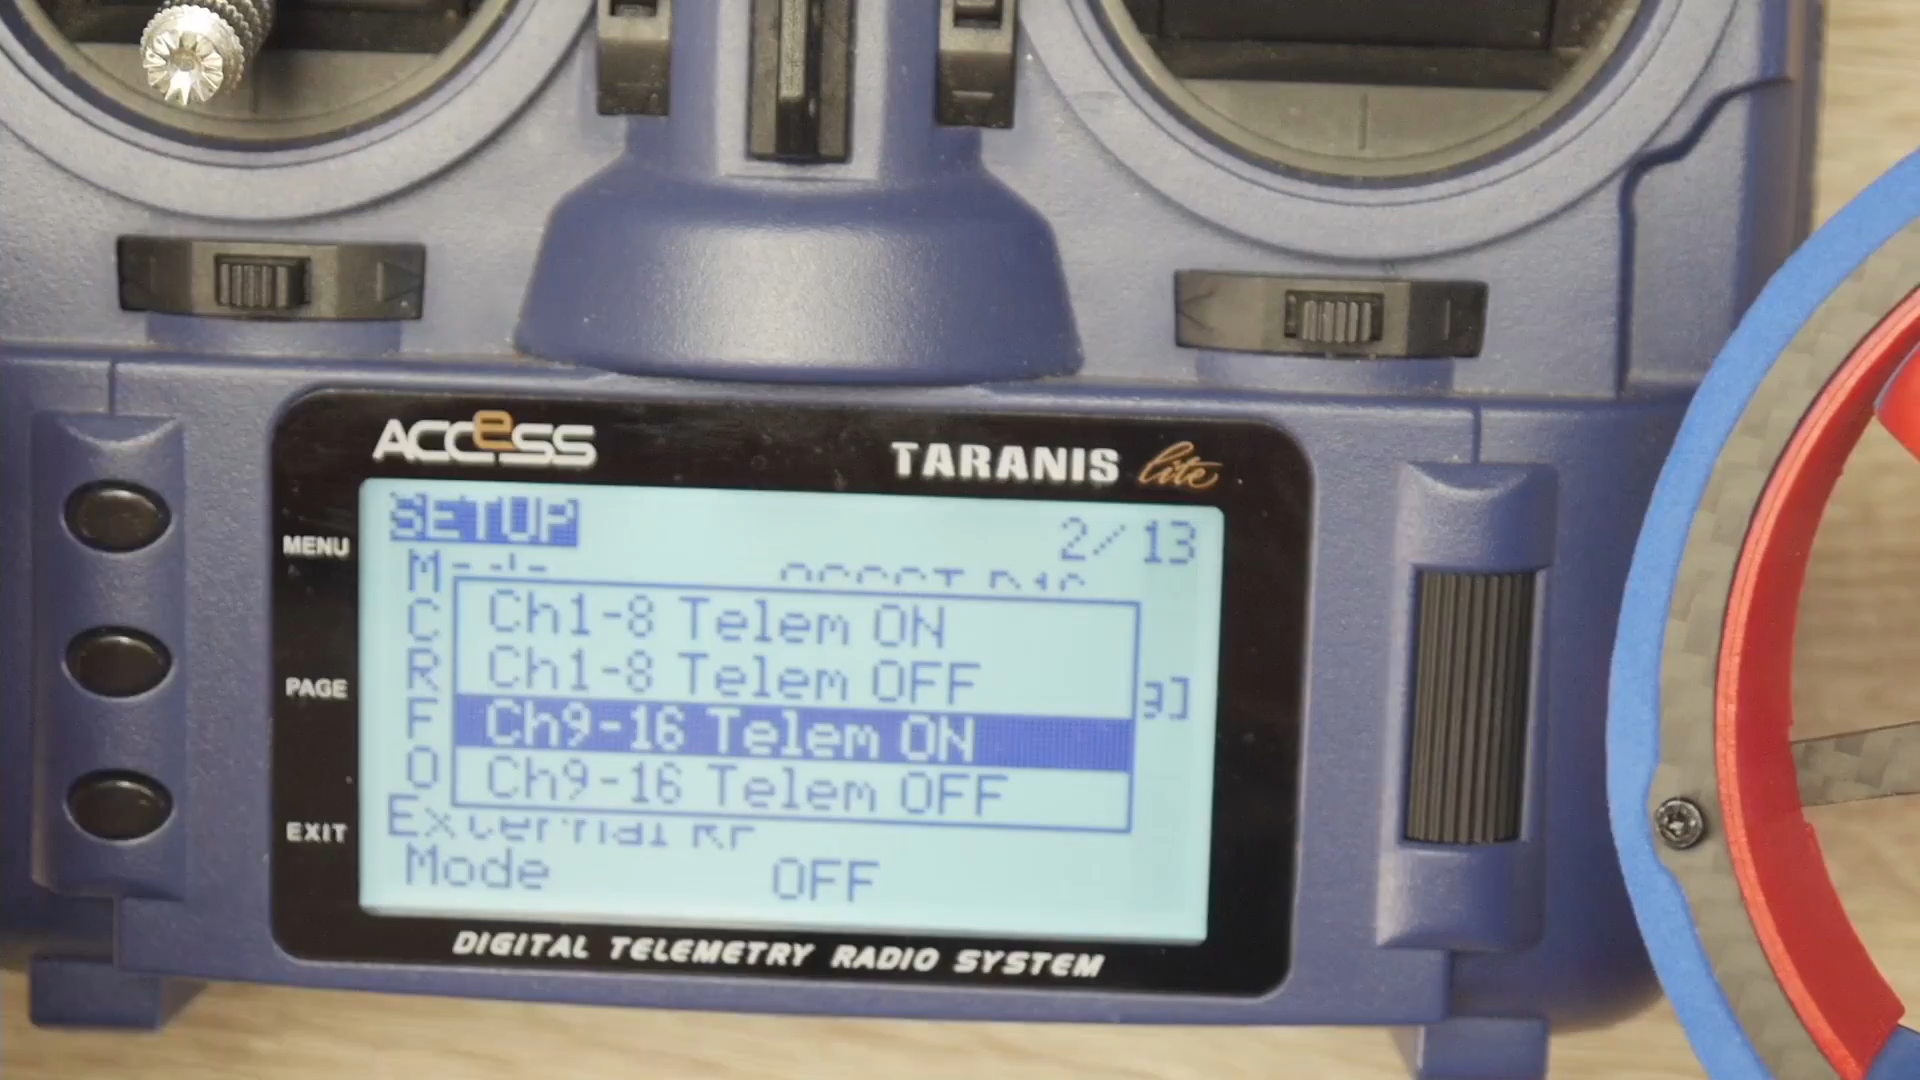 ACCeSS
TARANIS lite
SETUP 2/13
M
C
Ch1-8 Telem ON
R
Ch1-8 Telem OFF
g]
F
Ch9-16 Telem ON
O
Ch9-16 Telem OFF
External RF
Mode OFF
MENU
PAGE
EXIT
DIGITAL TELEMETRY RADIO SYSTEM